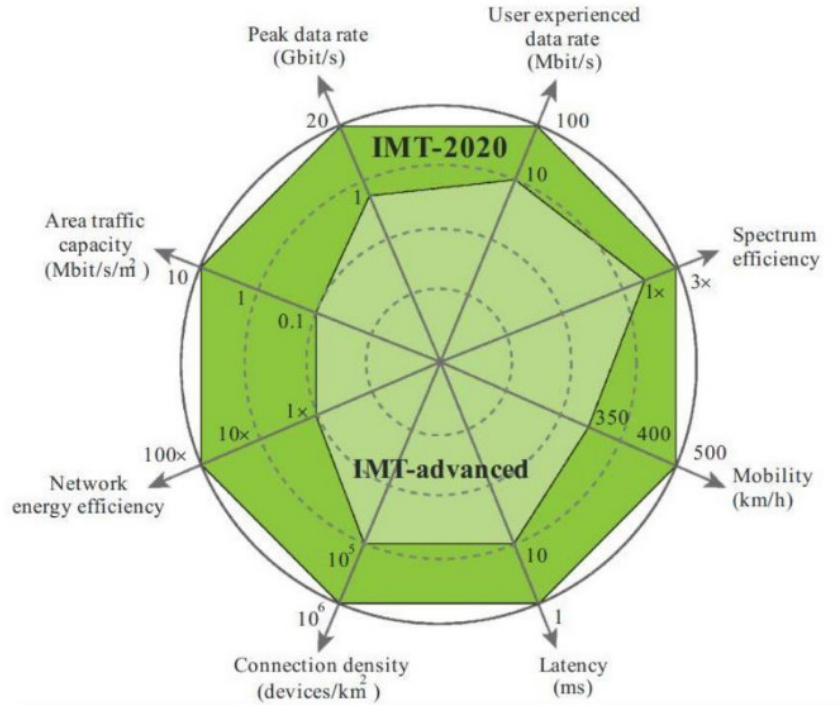 Peak data rate
(Gbit/s)
User experienced
data rate
(Mbit/s)
20
100
IMT-2020
1
10
Area traffic
capacity
(Mbit/s/m²)
Spectrum
efficiency
10
1
0.1
1×
3×
1×
10×
100×
350
400
500
Network
energy efficiency
IMT-advanced
Mobility
(km/h)
10⁵
10
10⁶
1
Connection density
(devices/km²)
Latency
(ms)